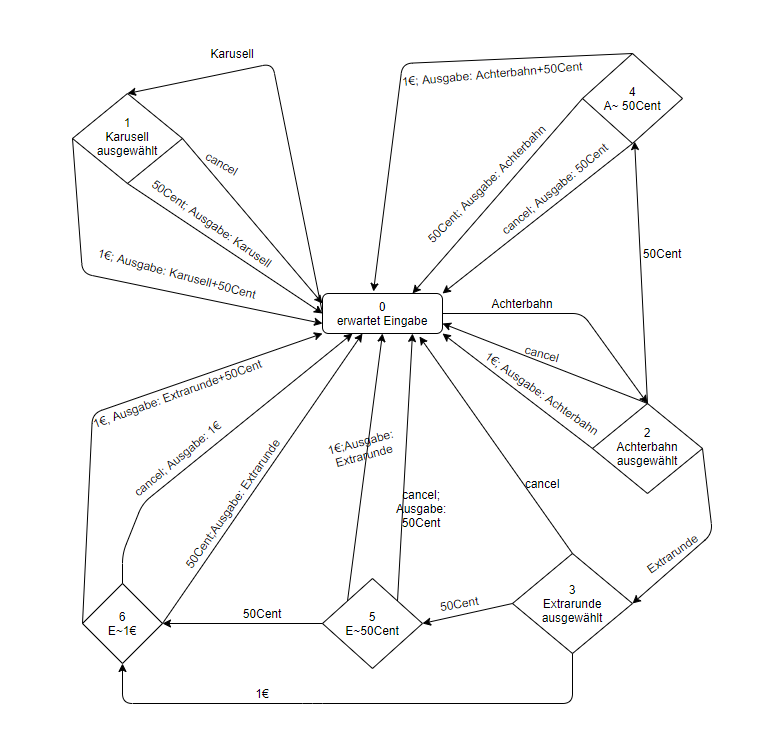 Karusell
1€; Ausgabe: Achterbahn+50Cent
4
A~ 50Cent
1
Karusell
ausgewählt
cancel
50Cent; Ausgabe: Karusell
1€; Ausgabe: Karusell+50Cent
50Cent; Ausgabe: Achterbahn
cancel; Ausgabe: 50Cent
50Cent
0
erwartet Eingabe
Achterbahn
cancel
1€; Ausgabe: Achterbahn
2
Achterbahn
ausgewählt
1€, Ausgabe: Extrarunde+50Cent
cancel; Ausgabe: 1€
50Cent;Ausgabe: Extrarunde
1€;Ausgabe:
Extrarunde
cancel;
Ausgabe:
50Cent
cancel
Extrarunde
3
Extrarunde
ausgewählt
50Cent
5
E~50Cent
50Cent
6
E~1€
1€